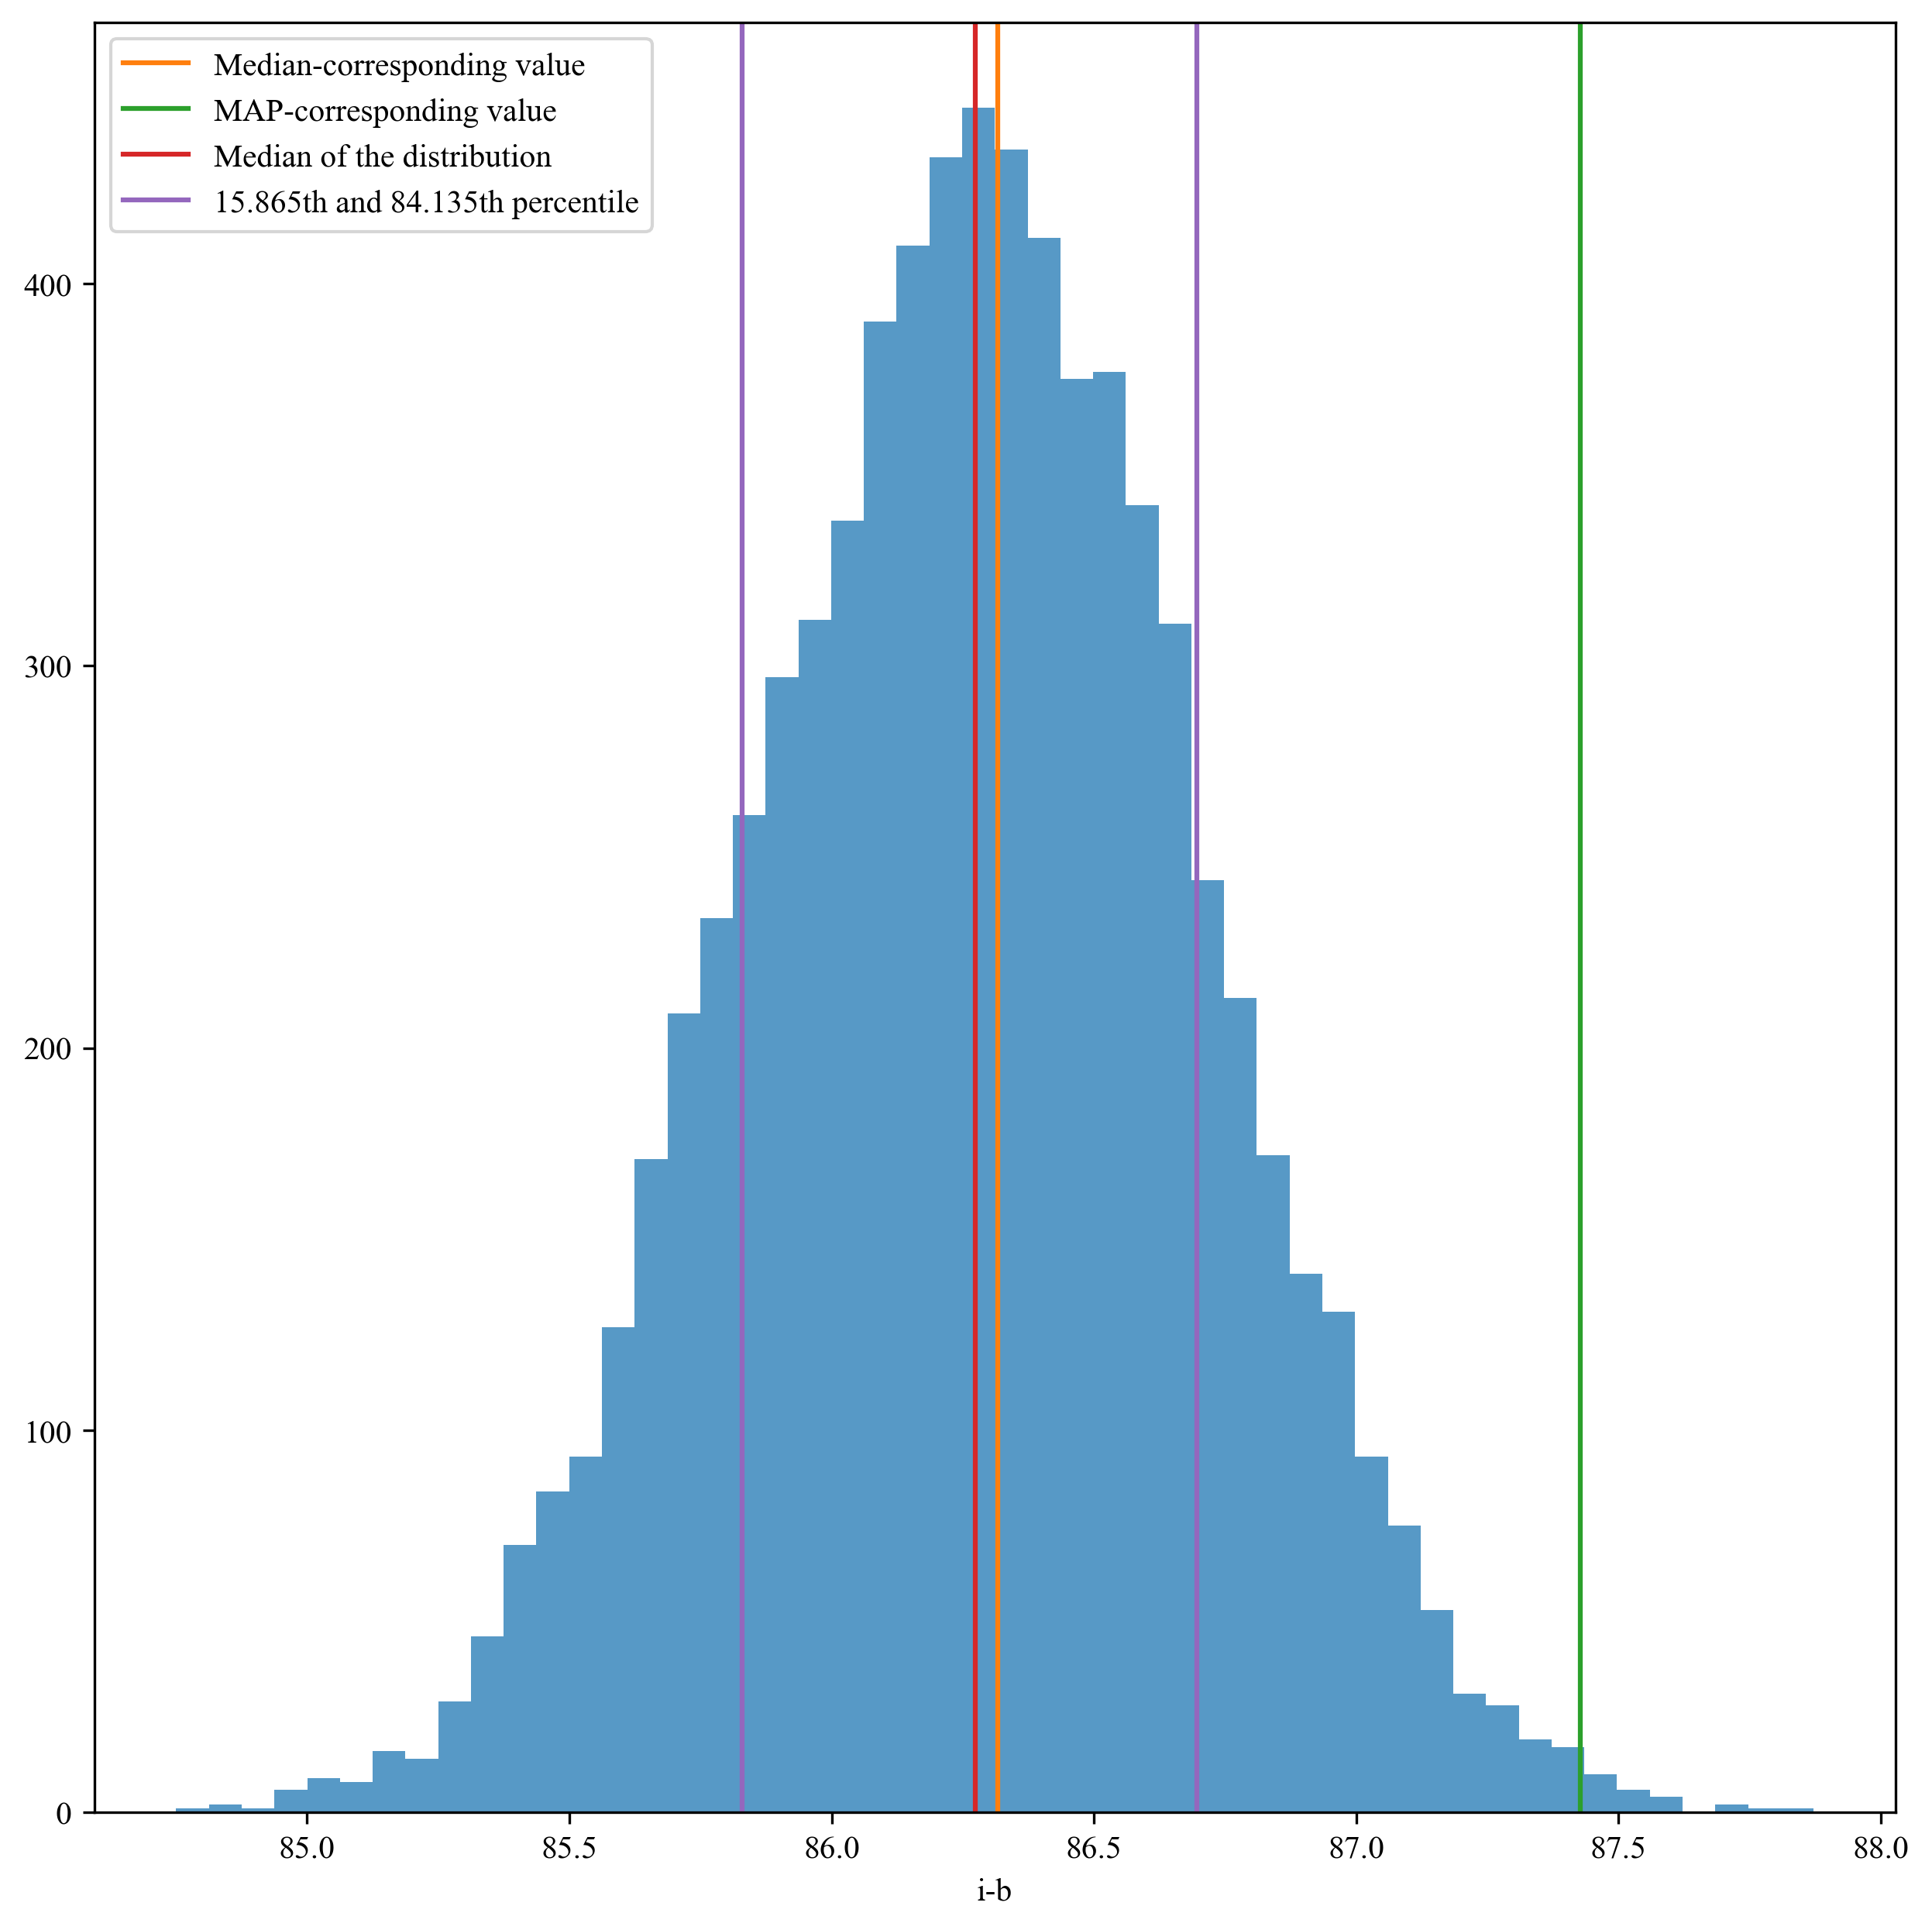 Median-corresponding value
MAP-corresponding value
Median of the distribution
15.865th and 84.135th percentile
400
300
200
100
0
85.0 85.5 86.0 86.5 87.0 87.5 88.0
i-b